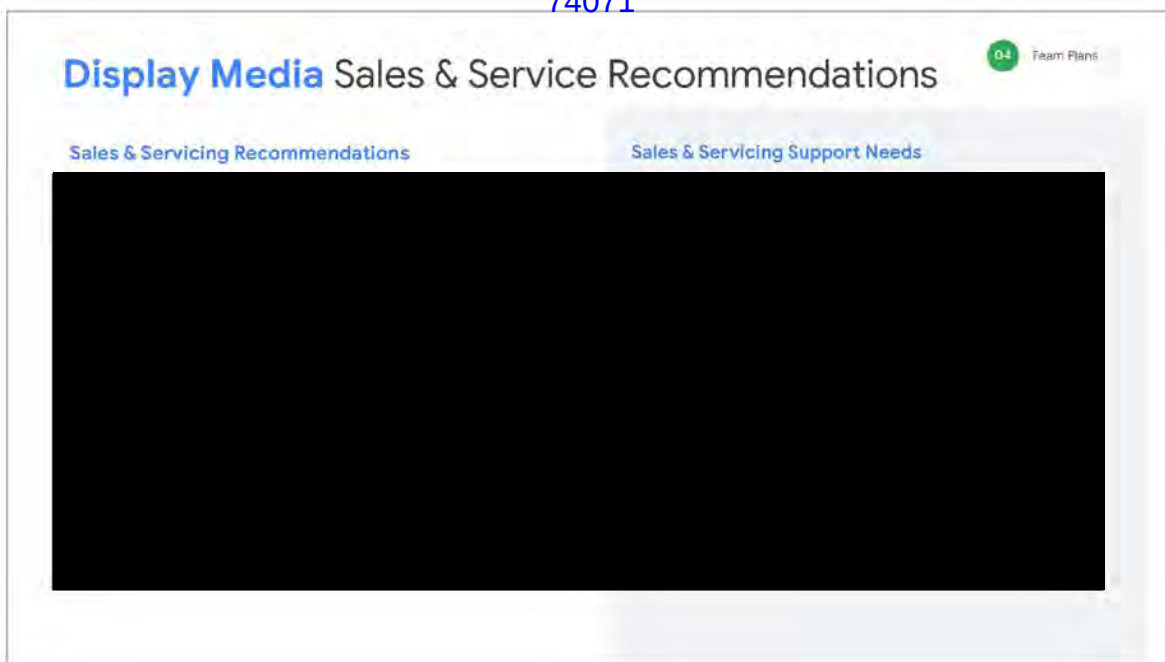 74071
Display Media Sales & Service Recommendations
04 Team Plans
Sales & Servicing Recommendations
Sales & Servicing Support Needs